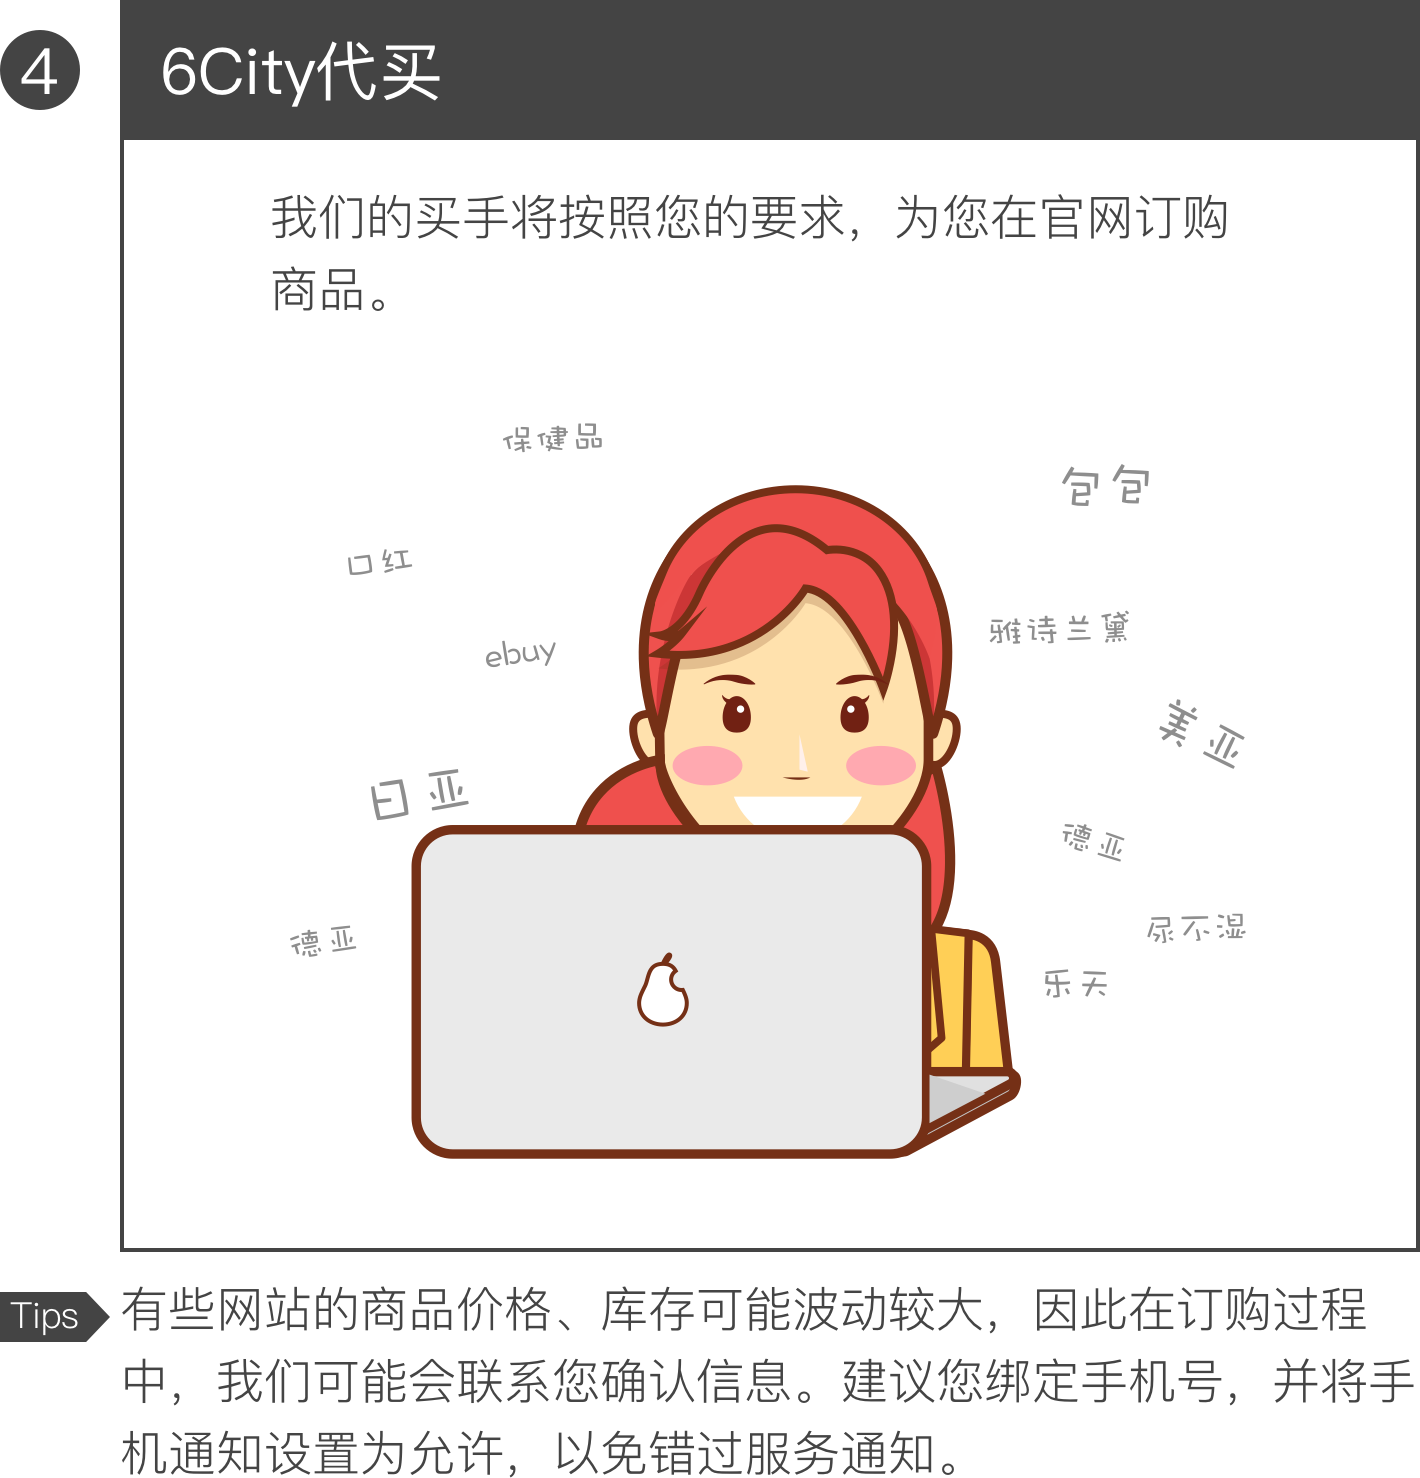 4
6City代买
我们的买手将按照您的要求，为您在官网订购
商品。
保健品
包包
口红
雅诗兰黛
ebuy
美亚
日亚
德亚
尿不湿
德亚
乐天
Tips
有些网站的商品价格、库存可能波动较大，因此在订购过程
中，我们可能会联系您确认信息。建议您绑定手机号，并将手
机通知设置为允许，以免错过服务通知。